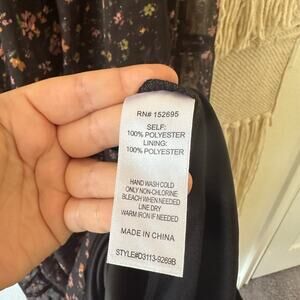 RN# 152695
SELF:
100% POLYESTER
LINING:
100% POLYESTER
HAND WASH COLD
ONLY NON-CHLORINE
BLEACH WHEN NEEDED
LINE DRY
WARM IRON IF NEEDED
MADE IN CHINA
STYLE#D3113-9269B